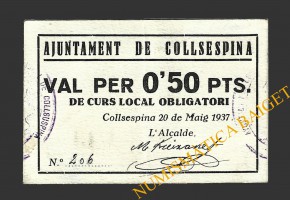 AJUNTAMENT DE COLLSESPINA
VAL PER 0'50 PTS.
DE CURS LOCAL OBLIGATORI
Collsespina 20 de Maig 1937
L'Alcalde,
Nº 206
NUMISMATICA BAIGET